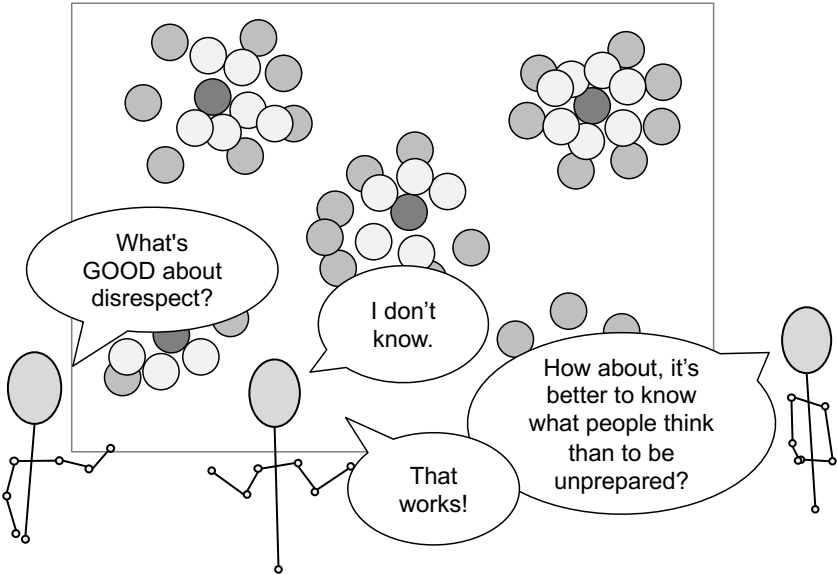 What's
GOOD about
disrespect?
I don’t
know.
How about, it’s
better to know
what people think
than to be
unprepared?
That
works!